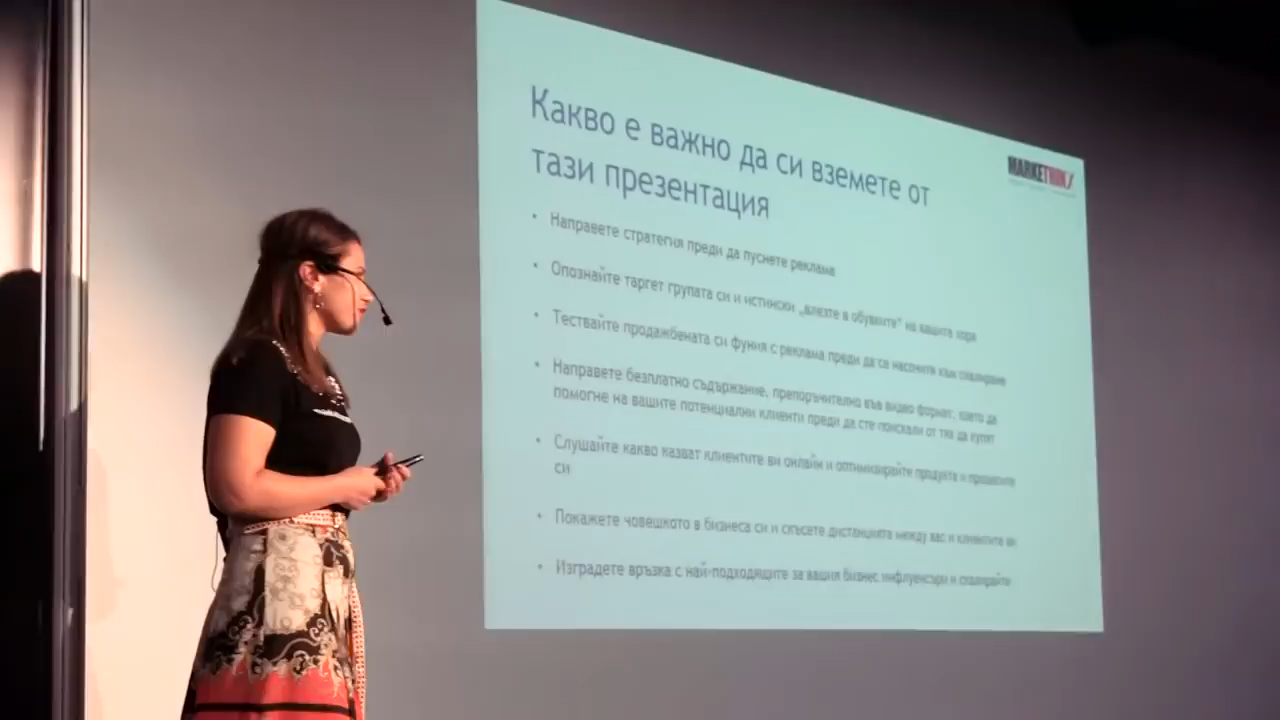 Какво е важно да си вземете от
тази презентация
MARKETHINK
• Направете стратегия преди да пуснете реклама
• Опознайте таргет групата си и истински „влезте в обувките“ на вашите хора
• Тествайте продажбената си фуния с реклама преди да се насочите към скалиране
• Направете безплатно съдържание, препоръчително във видео формат, което да
помогне на вашите потенциални клиенти преди да сте поискали от тях да купят
• Слушайте какво казват клиентите ви онлайн и оптимизирайте продукта и процесите
си
• Покажете човешкото в бизнеса си и скъсете дистанцията между вас и клиентите ви
• Изградете връзка с най-подходящите за вашия бизнес инфлуенсъри и скалирайте